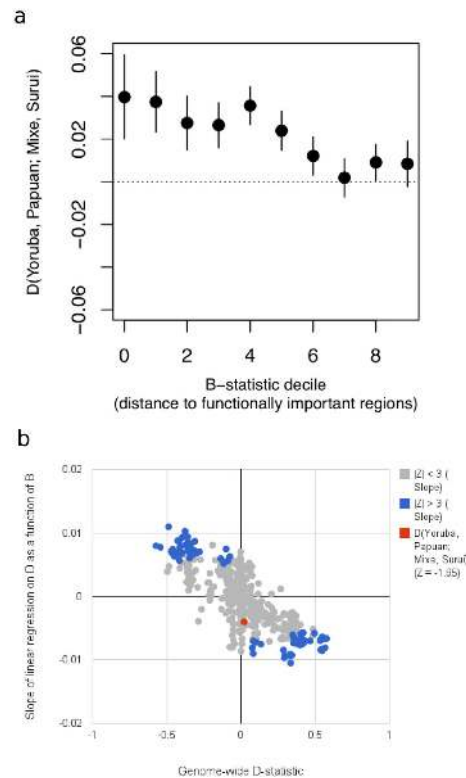 a
D(Yoruba, Papuan; Mixe, Surui)
0.06
0.02
−0.02
−0.06
0 2 4 6 8
B−statistic decile
(distance to functionally important regions)
b
Slope of linear regression on D as a function of B
0.02
0.01
0
-0.01
-0.02
-1 -0.5 0 0.5 1
Genome-wide D-statistic
|Z| < 3 (
Slope)
|Z| > 3 (
Slope)
D(Yoruba,
Papuan;
Mixe, Surui)
(Z = -1.65)